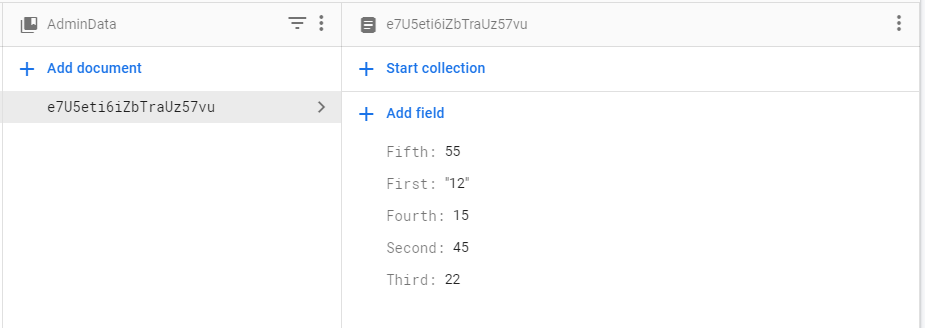 AdminData
Add document
e7U5eti6iZbTraUz57vu
e7U5eti6iZbTraUz57vu
Start collection
Add field
Fifth: 55
First: "12"
Fourth: 15
Second: 45
Third: 22